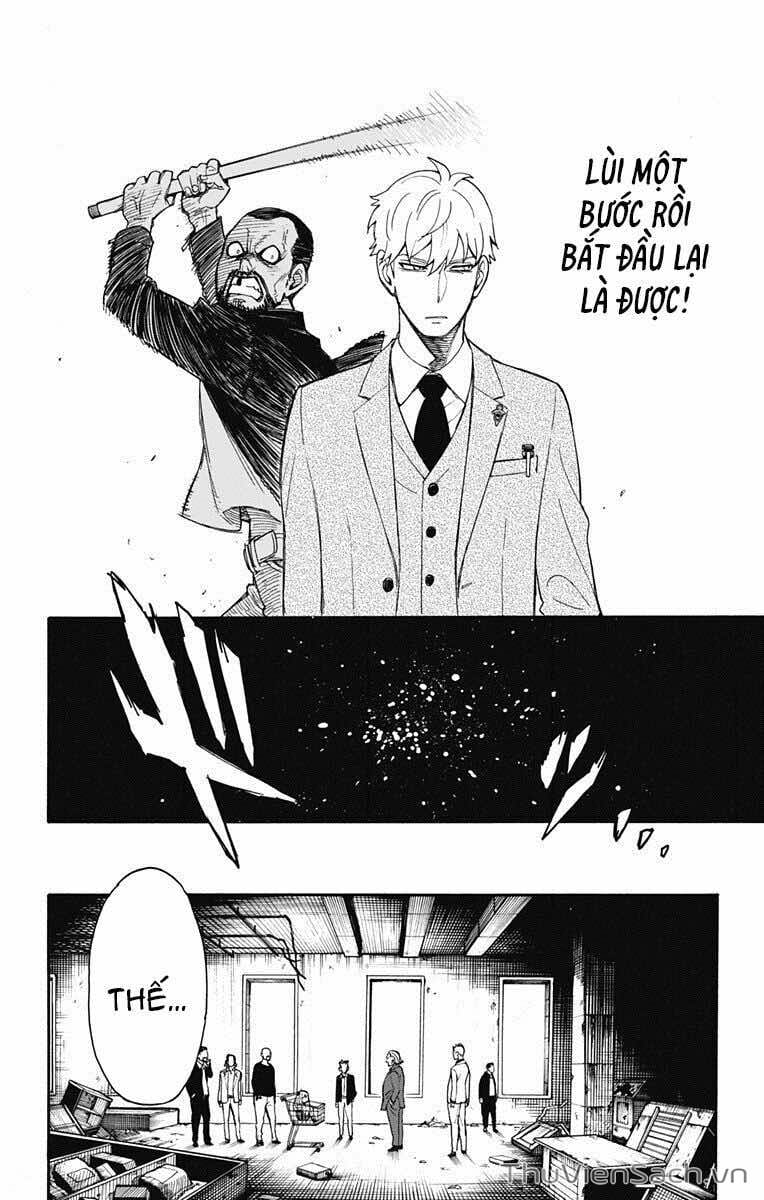 LÙI MỘT
BƯỚC RỒI
BẮT ĐẦU LẠI
LÀ ĐƯỢC!
THẾ...
ThuVienSach.vn